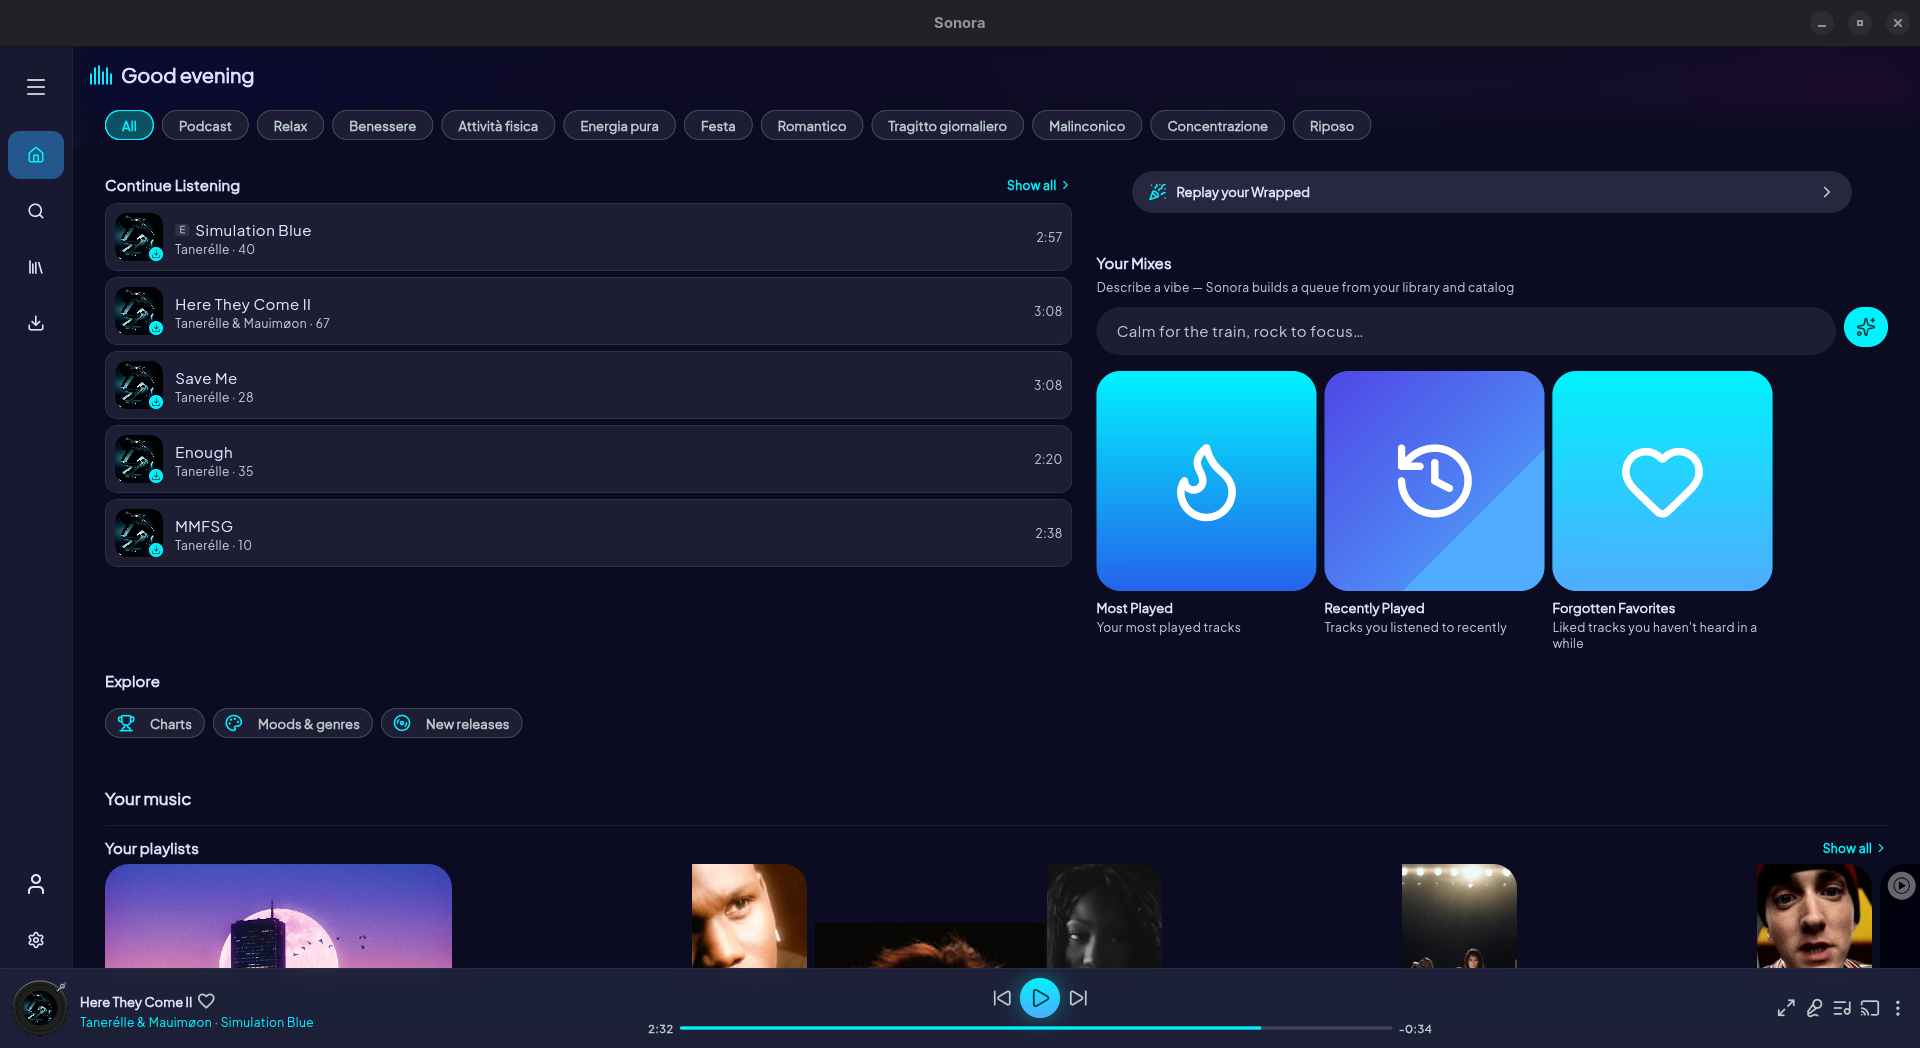 Sonora
Good evening
All
Podcast
Relax
Benessere
Attività fisica
Energia pura
Festa
Romantico
Tragitto giornaliero
Malinconico
Concentrazione
Riposo
Continue Listening
Show all
E Simulation Blue
Tanerélle · 40
2:57
Here They Come II
Tanerélle & Mauimøon · 67
3:08
Save Me
Tanerélle · 28
3:08
Enough
Tanerélle · 35
2:20
MMFSG
Tanerélle · 10
2:38
Replay your Wrapped
Your Mixes
Describe a vibe — Sonora builds a queue from your library and catalog
Calm for the train, rock to focus…
Most Played
Your most played tracks
Recently Played
Tracks you listened to recently
Forgotten Favorites
Liked tracks you haven't heard in a
while
Explore
Charts
Moods & genres
New releases
Your music
Your playlists
Show all
Here They Come II
Tanerélle & Mauimøon · Simulation Blue
2:32
-0:34